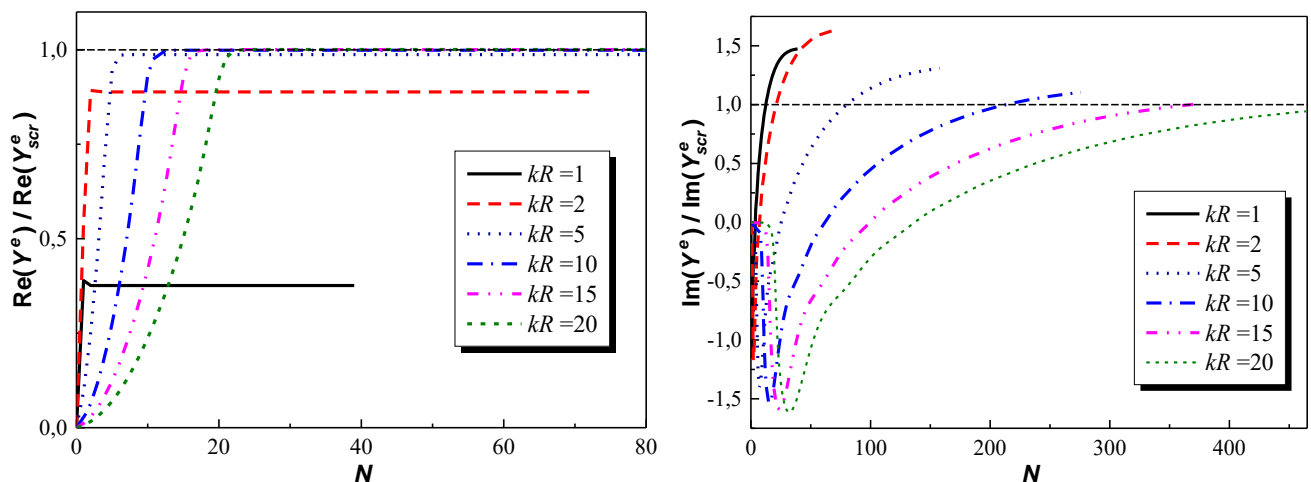 Re(Y^e) / Re(Y^e_scr)
1,0
0,5
0,0
0
20
40
60
80
N
kR =1
kR =2
kR =5
kR =10
kR =15
kR =20
Im(Y^e) / Im(Y^e_scr)
1,5
1,0
0,5
0,0
-0,5
-1,0
-1,5
0
100
200
300
400
N
kR =1
kR =2
kR =5
kR =10
kR =15
kR =20